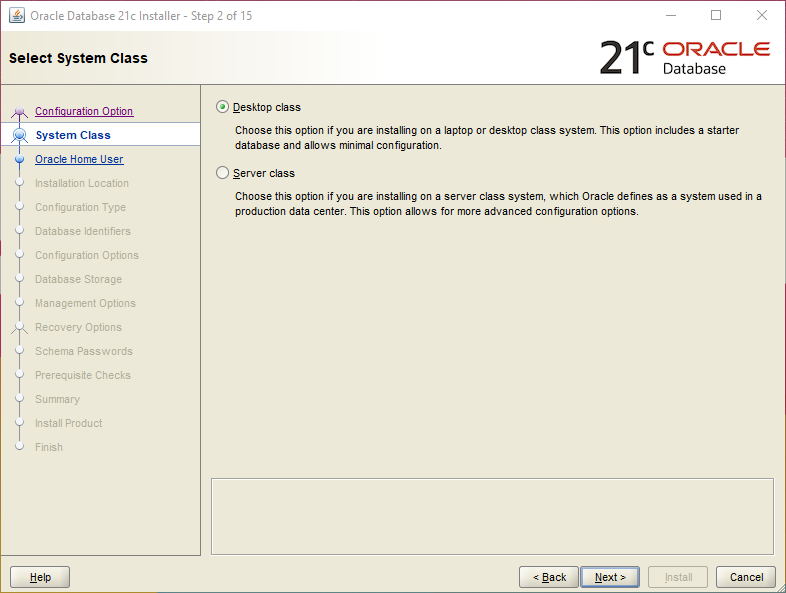 Oracle Database 21c Installer - Step 2 of 15
Select System Class
21c ORACLE
Database
Configuration Option
System Class
Oracle Home User
Installation Location
Configuration Type
Database Identifiers
Configuration Options
Database Storage
Management Options
Recovery Options
Schema Passwords
Prerequisite Checks
Summary
Install Product
Finish
Desktop class
Choose this option if you are installing on a laptop or desktop class system. This option includes a starter
database and allows minimal configuration.
Server class
Choose this option if you are installing on a server class system, which Oracle defines as a system used in a
production data center. This option allows for more advanced configuration options.
Help
< Back
Next >
Install
Cancel